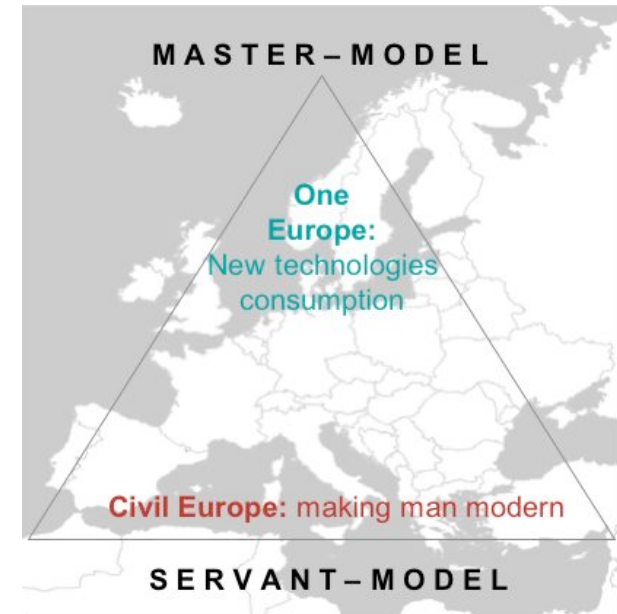 MASTER–MODEL
One
Europe:
New technologies
consumption
Civil Europe: making man modern
SERVANT–MODEL